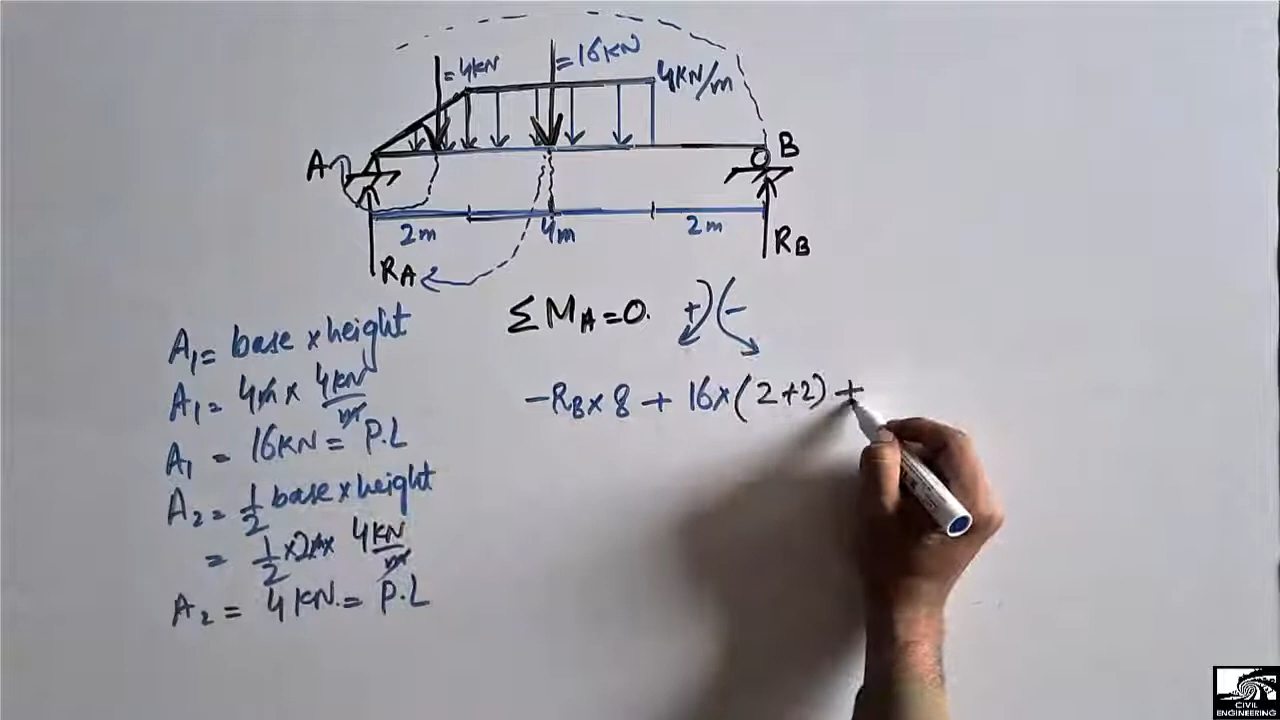 =4KN
=16KN
4KN/m
A
B
2m
4m
2m
RA
RB
ΣMA=0. +) (-
A1= base×height
A1= 4m× 4KN/m
A1 = 16KN = P.L
A2= 1/2 base×height
= 1/2×2m× 4KN/m
A2 = 4KN.= P.L
-RB×8 + 16×(2+2)+
CIVIL
ENGINEERING